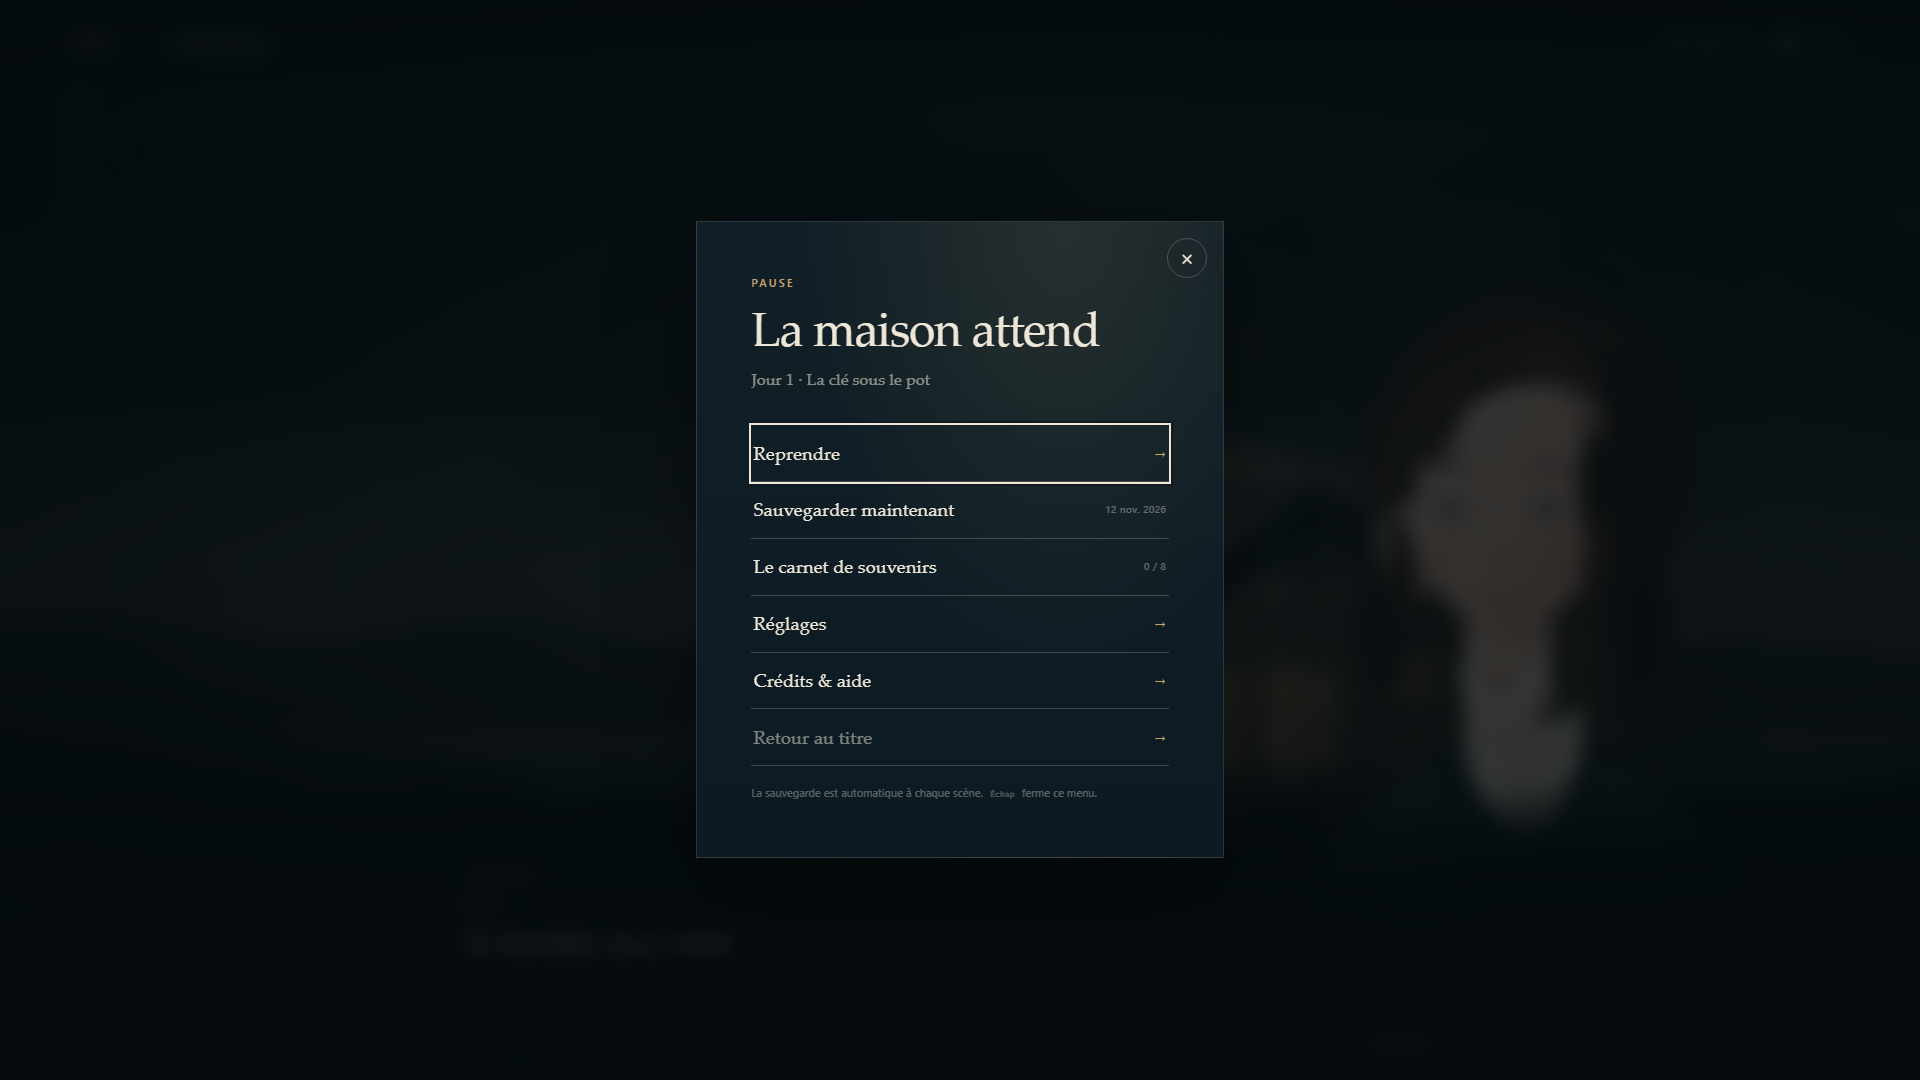 PAUSE
La maison attend
Jour 1 · La clé sous le pot
Reprendre →
Sauvegarder maintenant 12 nov. 2026
Le carnet de souvenirs 0 / 8
Réglages →
Crédits & aide →
Retour au titre →
La sauvegarde est automatique à chaque scène. Échap ferme ce menu.